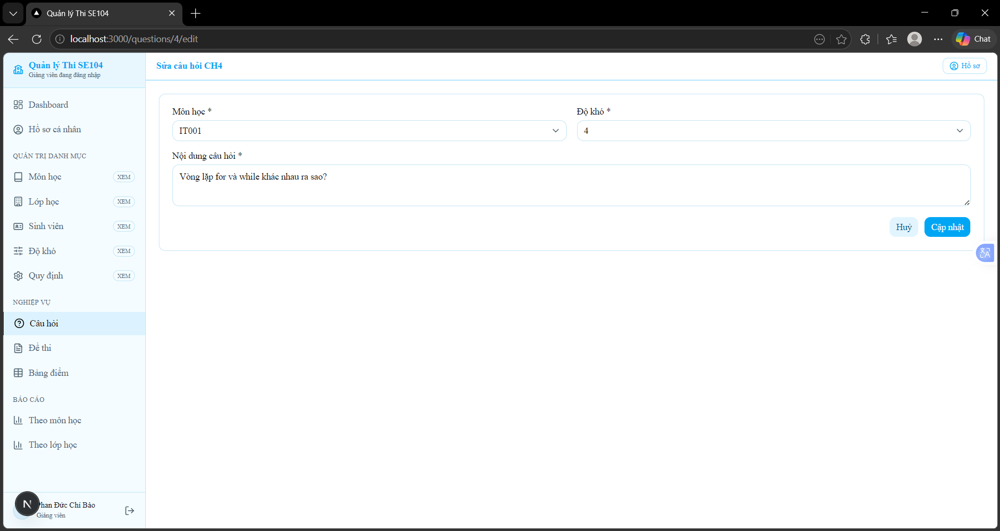 Quản lý Thi SE104
localhost:3000/questions/4/edit
Chat
Quản lý Thi SE104
Giảng viên đang đăng nhập
Dashboard
Hồ sơ cá nhân
QUẢN TRỊ DANH MỤC
Môn học XEM
Lớp học XEM
Sinh viên XEM
Độ khó XEM
Quy định XEM
NGHIỆP VỤ
Câu hỏi
Đề thi
Bảng điểm
BÁO CÁO
Theo môn học
Theo lớp học
N
han Đức Chí Bảo
Giảng viên
Sửa câu hỏi CH4
Hồ sơ
Môn học *
IT001
Độ khó *
4
Nội dung câu hỏi *
Vòng lặp for và while khác nhau ra sao?
Huỷ
Cập nhật